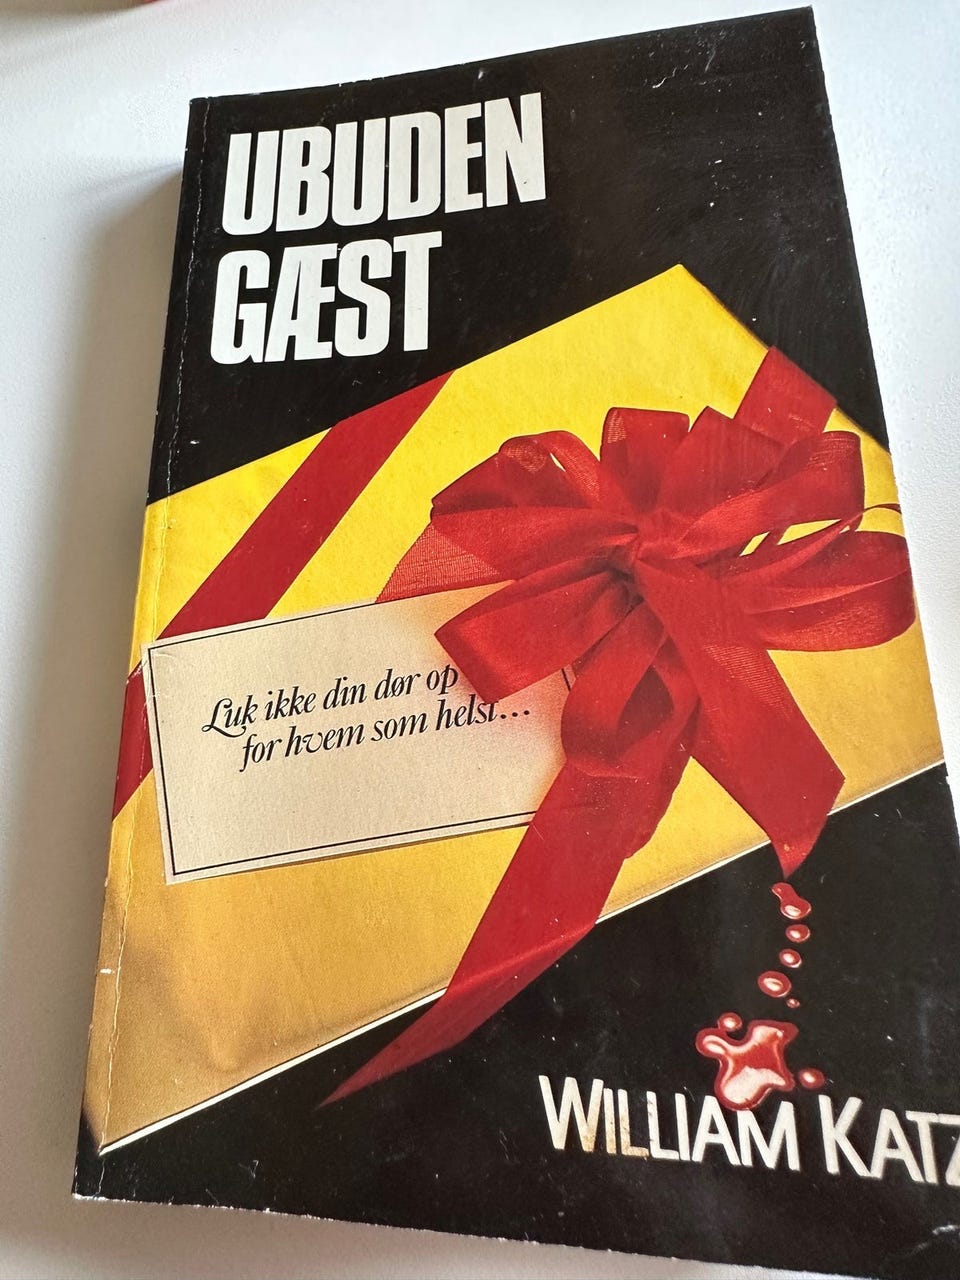 UBUDEN
GÆST
Luk ikke din dør op
for hvem som helst...
WILLIAM KATZ